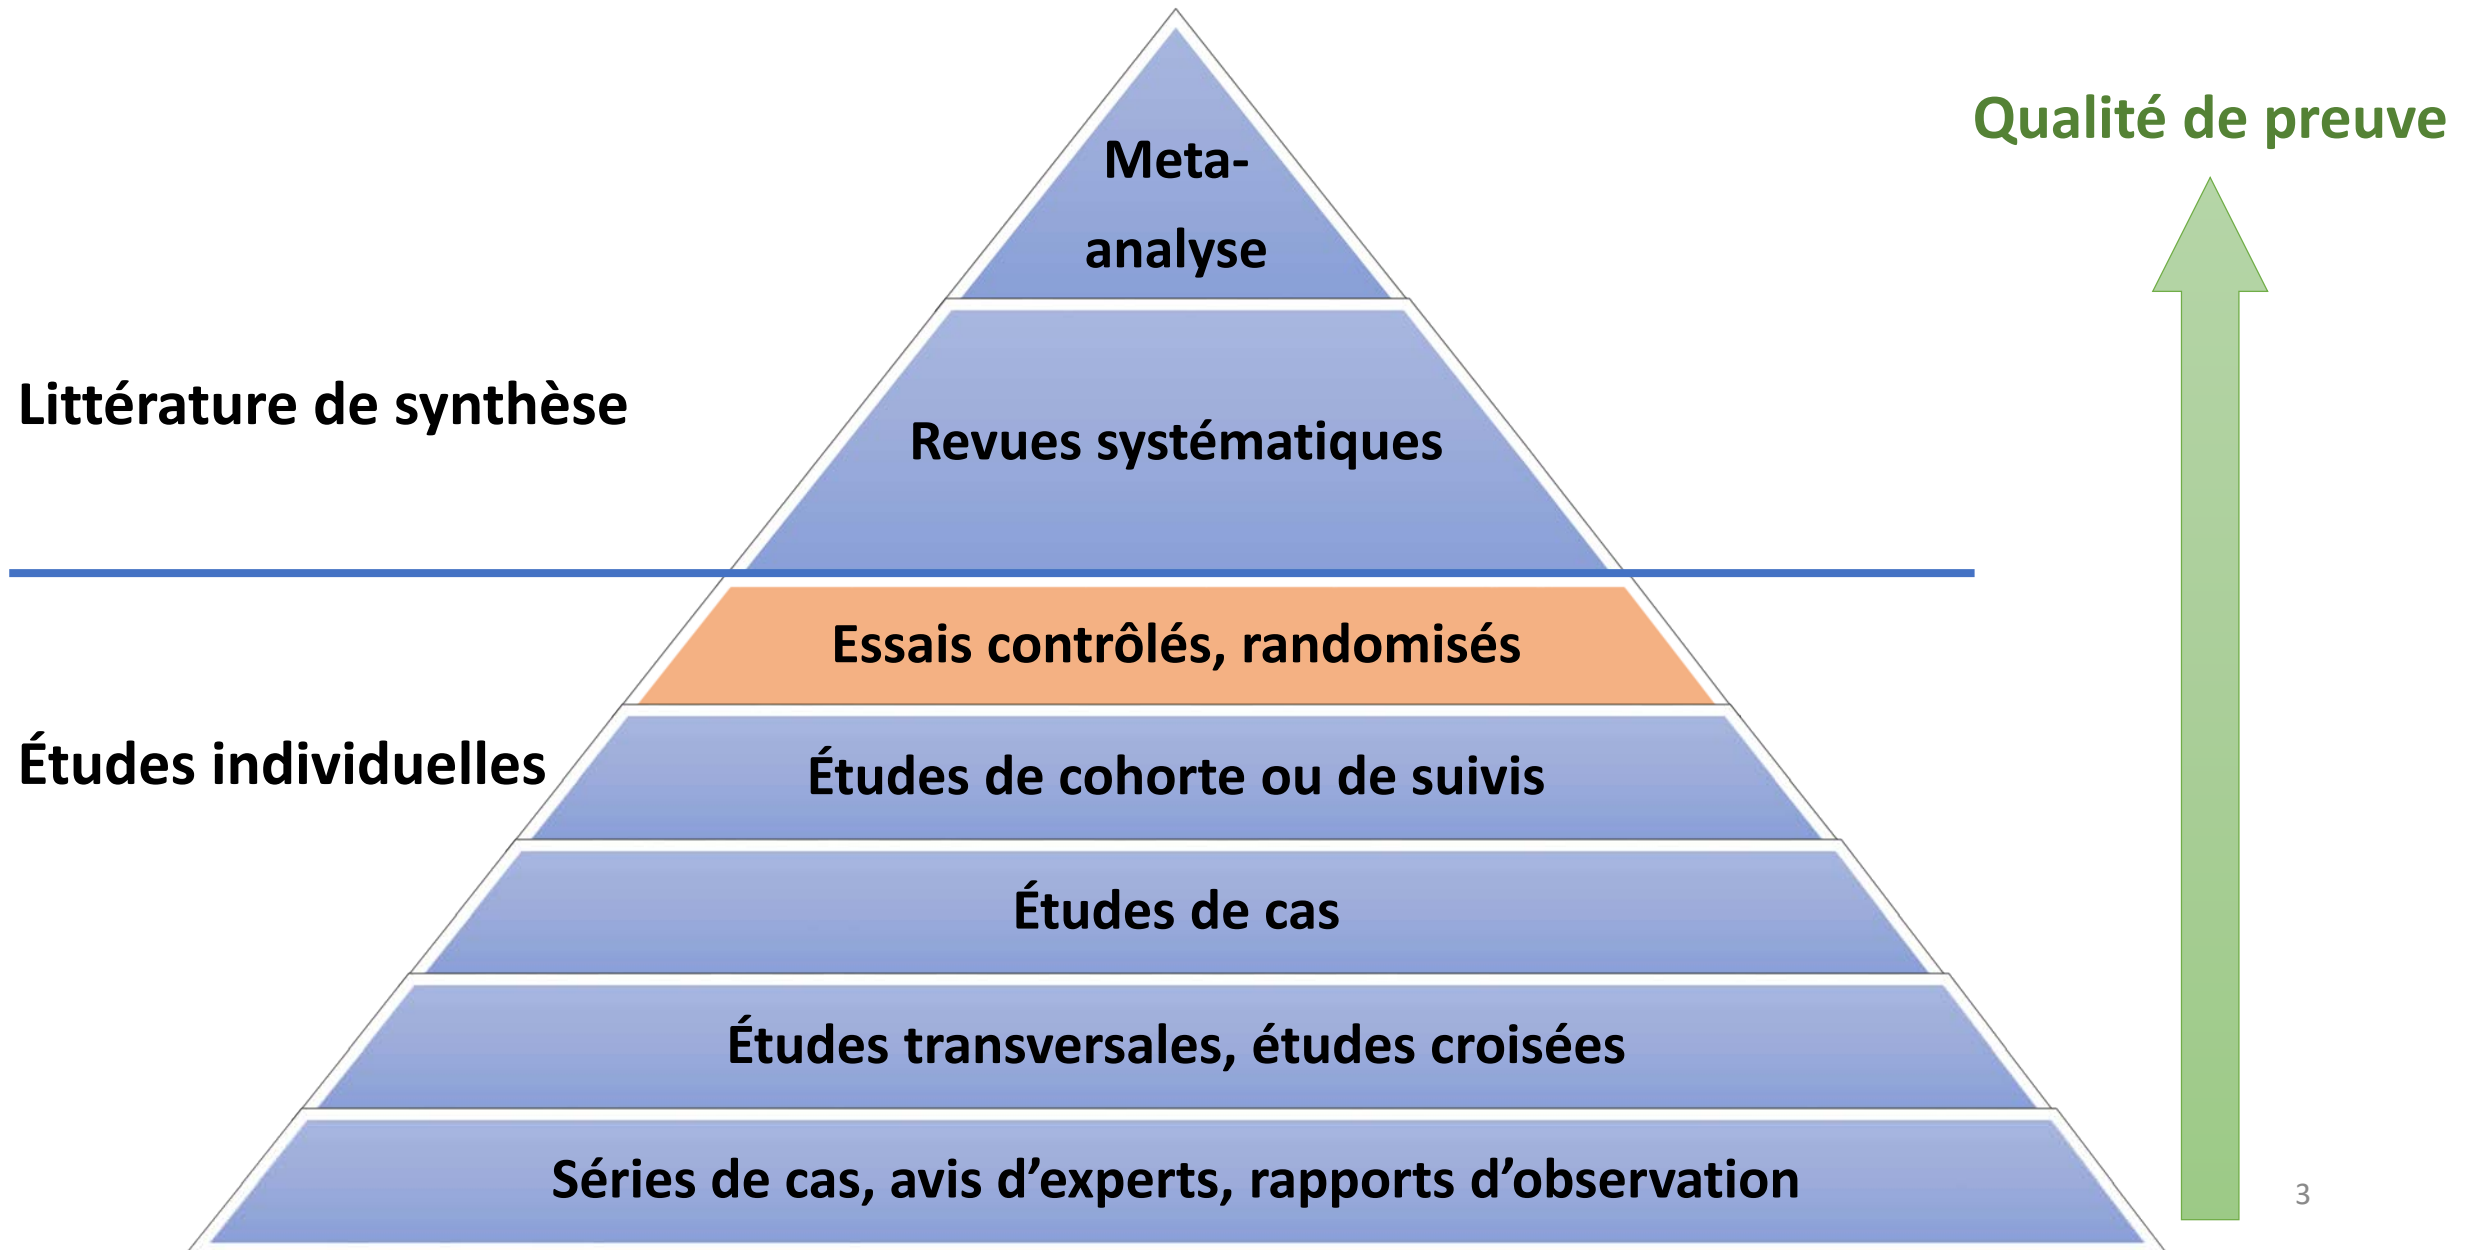 Qualité de preuve
Meta-
analyse
Littérature de synthèse
Revues systématiques
Essais contrôlés, randomisés
Études individuelles
Études de cohorte ou de suivis
Études de cas
Études transversales, études croisées
Séries de cas, avis d’experts, rapports d’observation
3